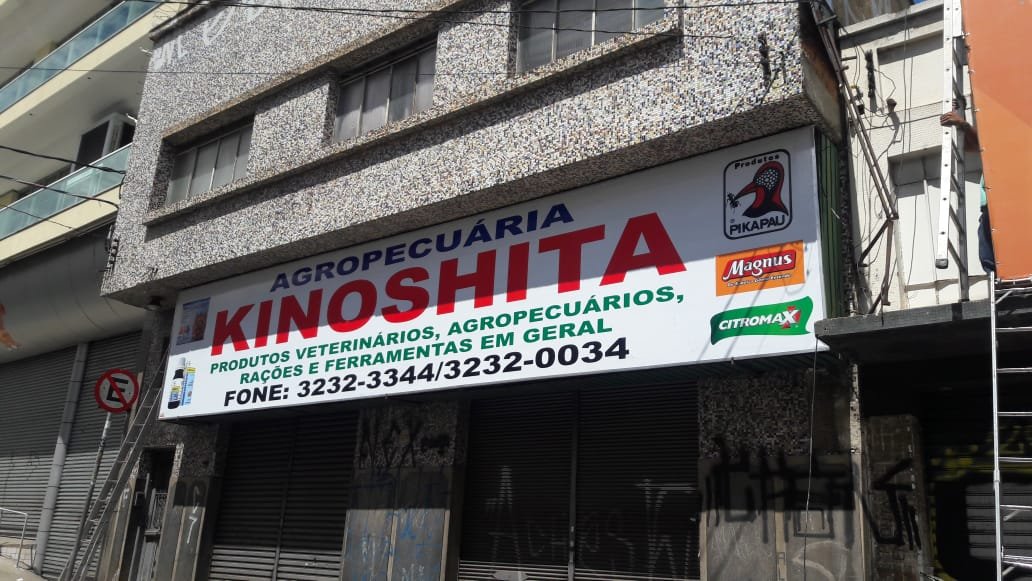 AGROPECUÁRIA
KINOSHITA
PRODUTOS VETERINÁRIOS, AGROPECUÁRIOS,
RAÇÕES E FERRAMENTAS EM GERAL
FONE: 3232-3344/3232-0034
Produtos
PIKAPAU
®
Magnus
CITROMAX
E